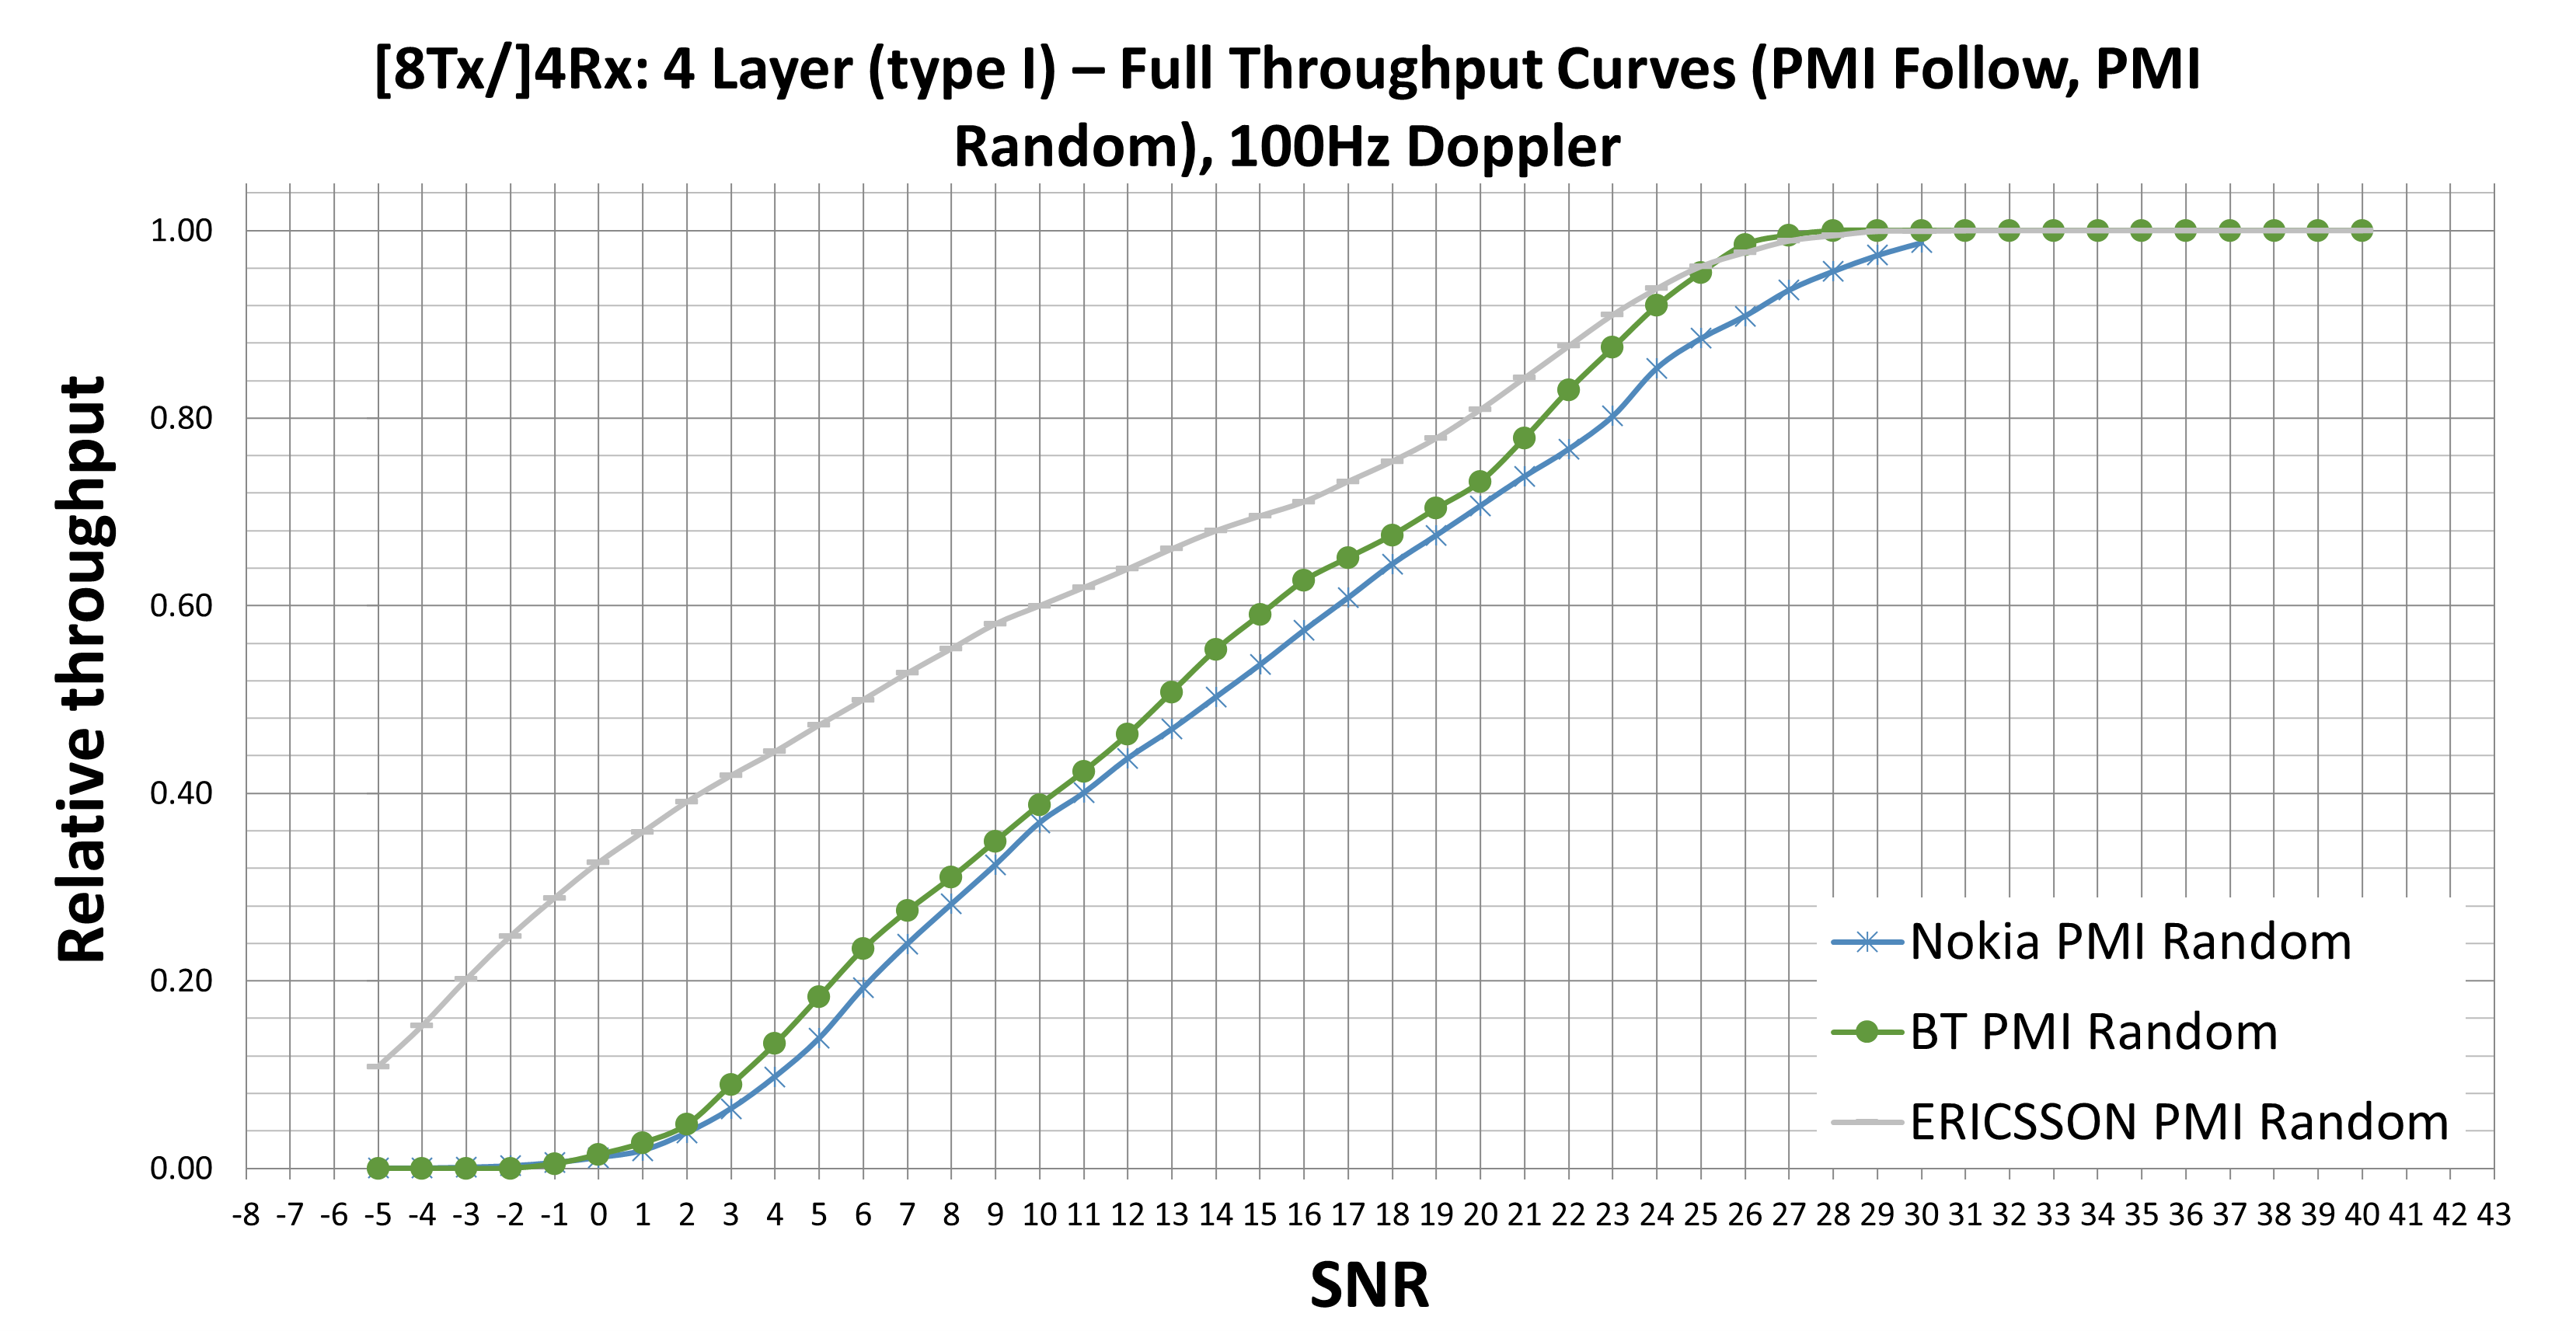 [8Tx/]4Rx: 4 Layer (type I) – Full Throughput Curves (PMI Follow, PMI
Random), 100Hz Doppler
Relative throughput
1.00
0.80
0.60
0.40
0.20
0.00
-8 -7 -6 -5 -4 -3 -2 -1 0 1 2 3 4 5 6 7 8 9 10 11 12 13 14 15 16 17 18 19 20 21 22 23 24 25 26 27 28 29 30 31 32 33 34 35 36 37 38 39 40 41 42 43
SNR
Nokia PMI Random
BT PMI Random
ERICSSON PMI Random